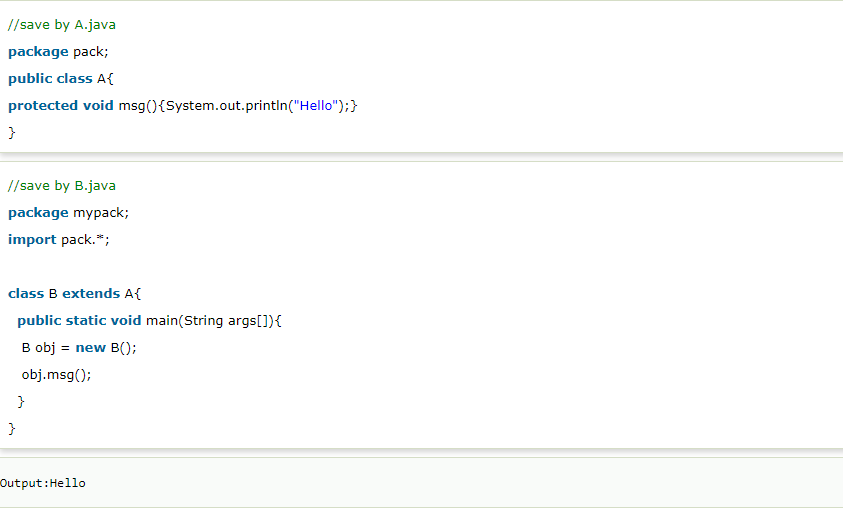 //save by A.java
package pack;
public class A{
protected void msg(){System.out.println("Hello");}
}
//save by B.java
package mypack;
import pack.*;
class B extends A{
public static void main(String args[]){
B obj = new B();
obj.msg();
}
}
Output:Hello